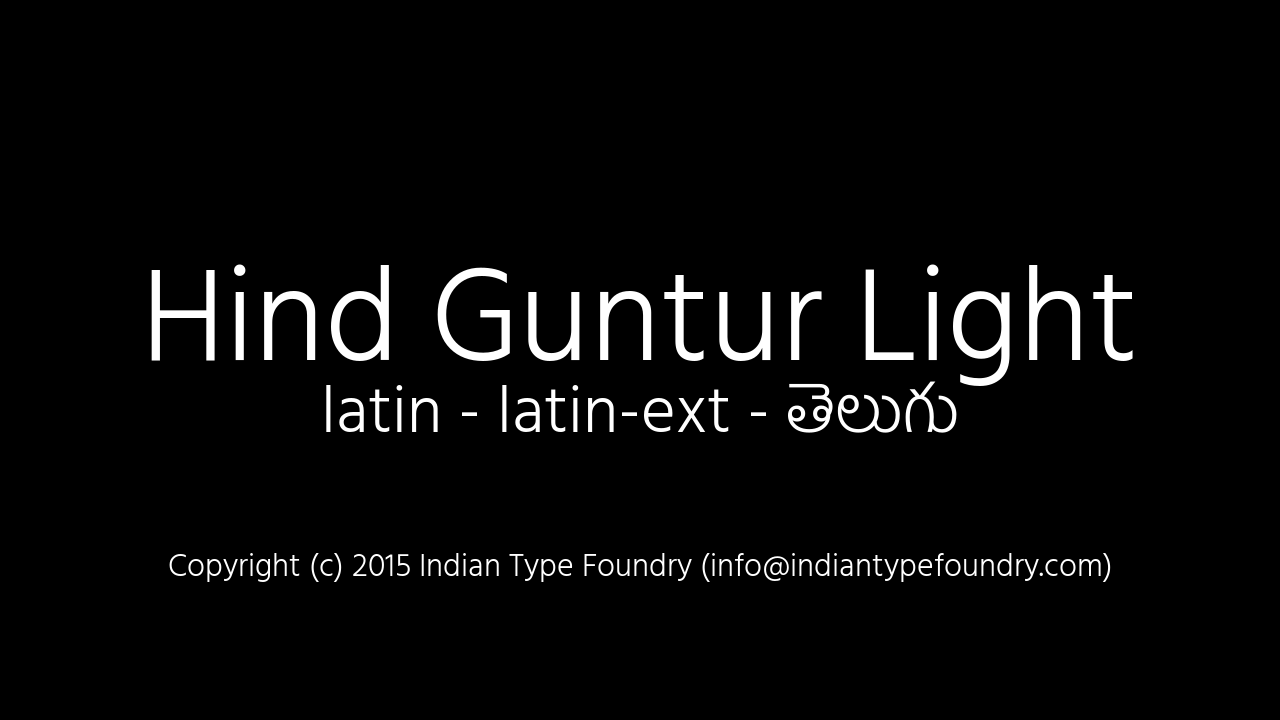 Hind Guntur Light
latin - latin-ext - తెలుగు
Copyright (c) 2015 Indian Type Foundry (info@indiantypefoundry.com)